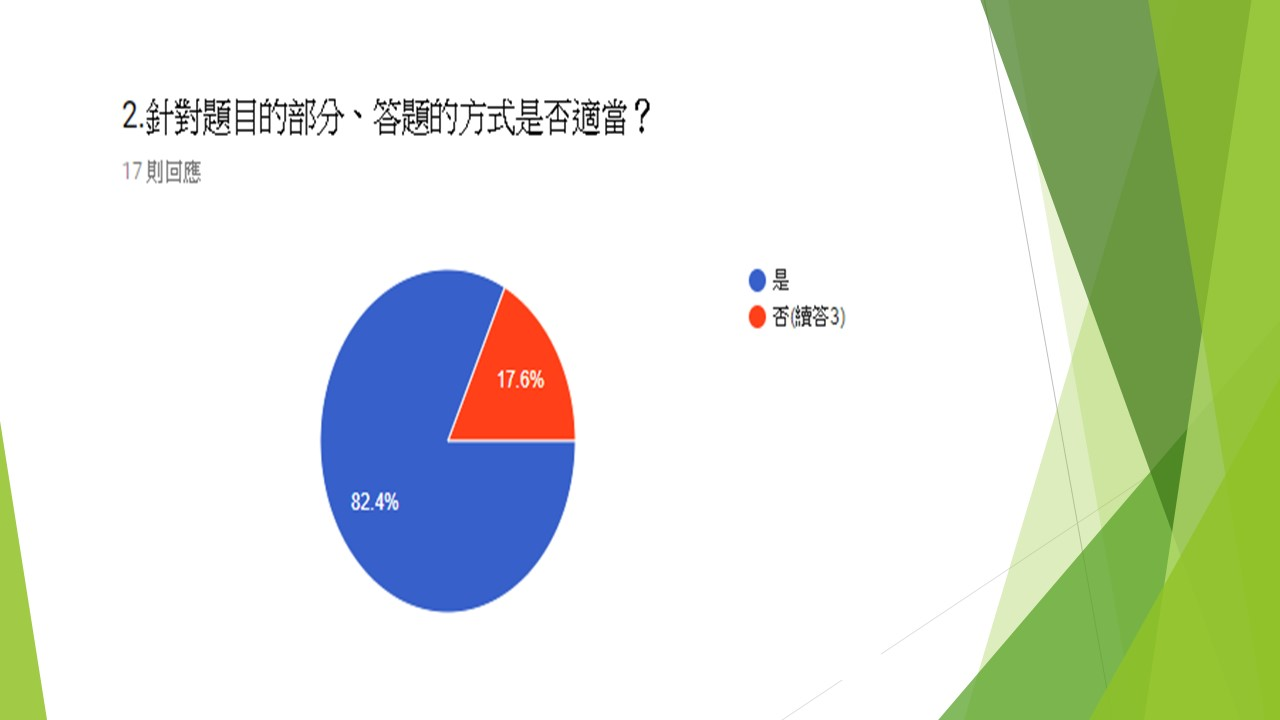 2.針對題目的部分、答題的方式是否適當？
17 則回應
是
否(續答3)
17.6%
82.4%